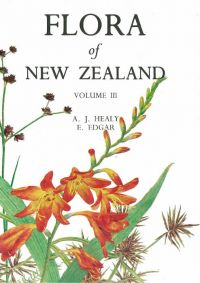 FLORA
of
NEW ZEALAND
VOLUME III
A. J. HEALY
E. EDGAR